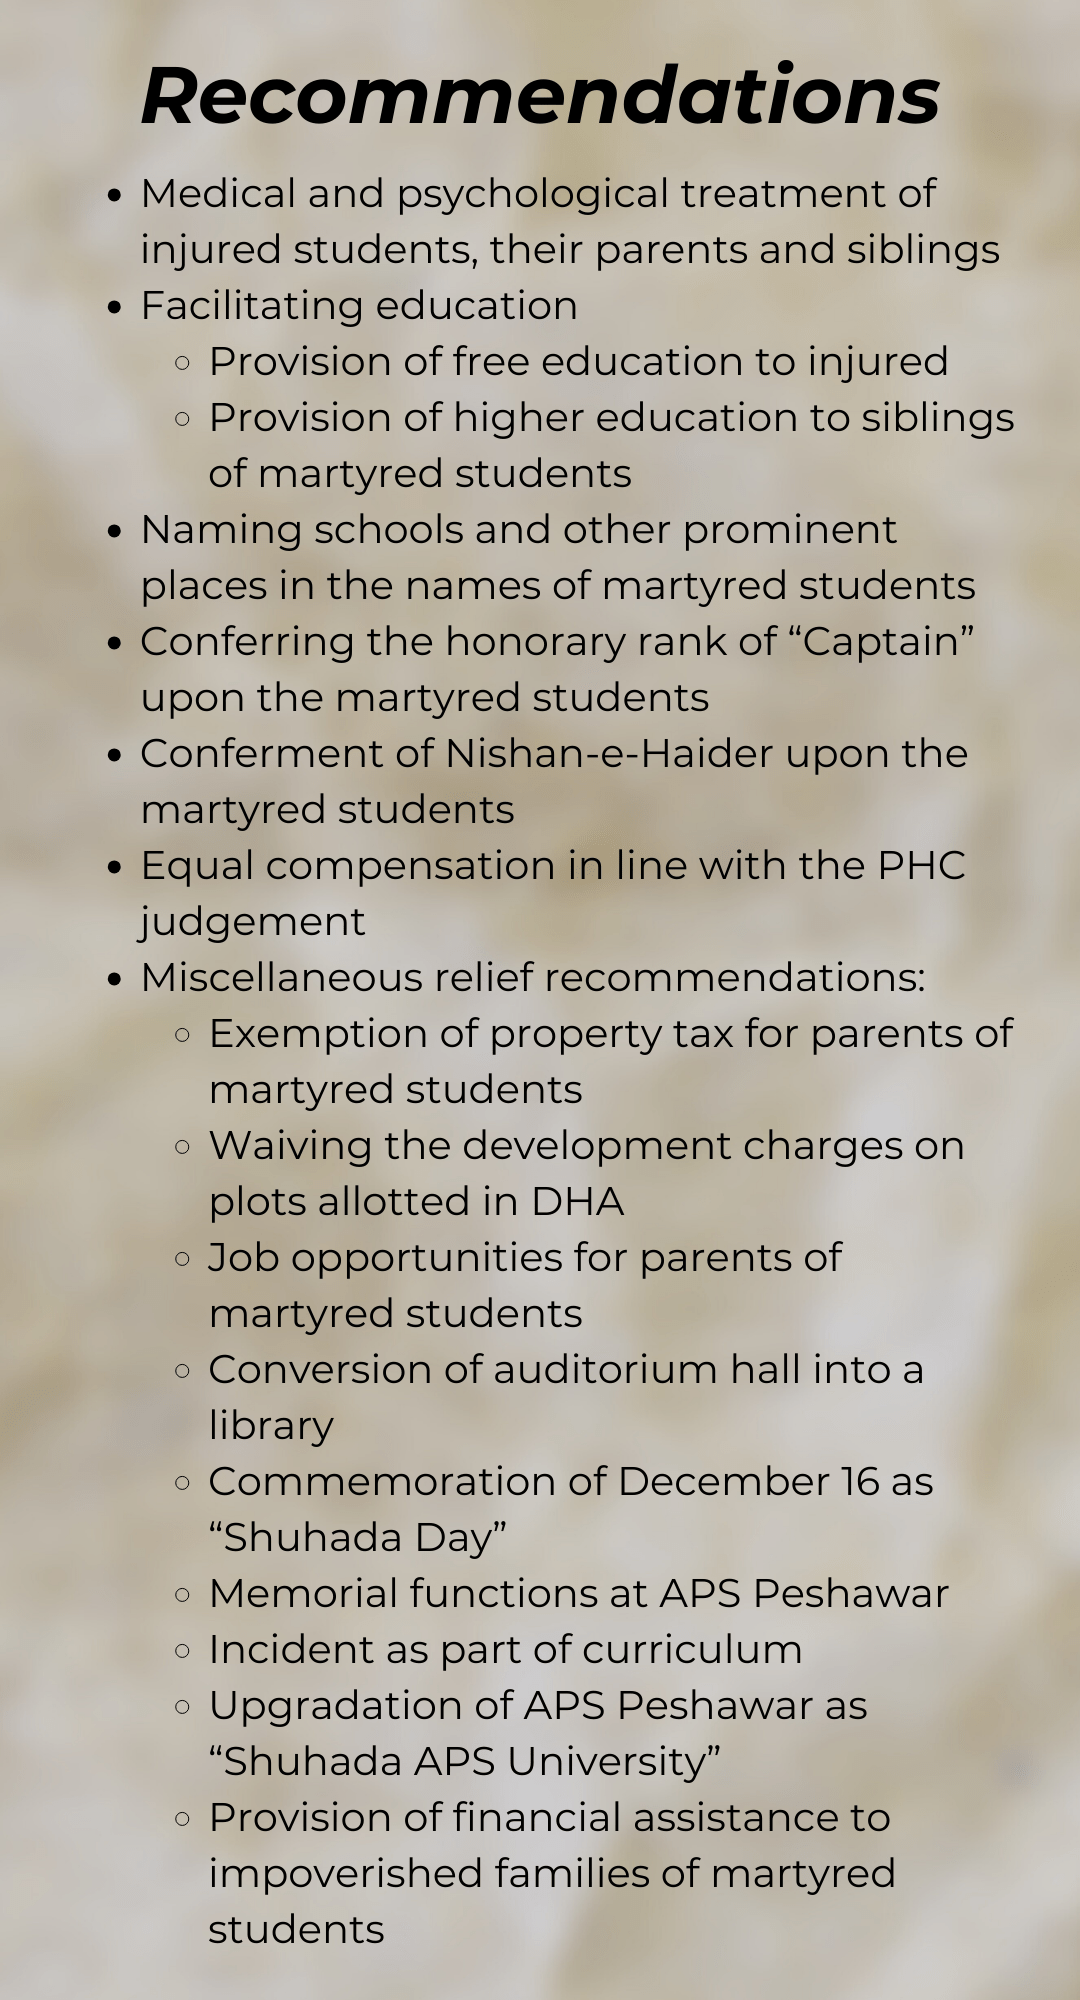 Recommendations
• Medical and psychological treatment of
injured students, their parents and siblings
• Facilitating education
○ Provision of free education to injured
○ Provision of higher education to siblings
of martyred students
• Naming schools and other prominent
places in the names of martyred students
• Conferring the honorary rank of “Captain”
upon the martyred students
• Conferment of Nishan-e-Haider upon the
martyred students
• Equal compensation in line with the PHC
judgement
• Miscellaneous relief recommendations:
○ Exemption of property tax for parents of
martyred students
○ Waiving the development charges on
plots allotted in DHA
○ Job opportunities for parents of
martyred students
○ Conversion of auditorium hall into a
library
○ Commemoration of December 16 as
“Shuhada Day”
○ Memorial functions at APS Peshawar
○ Incident as part of curriculum
○ Upgradation of APS Peshawar as
“Shuhada APS University”
○ Provision of financial assistance to
impoverished families of martyred
students